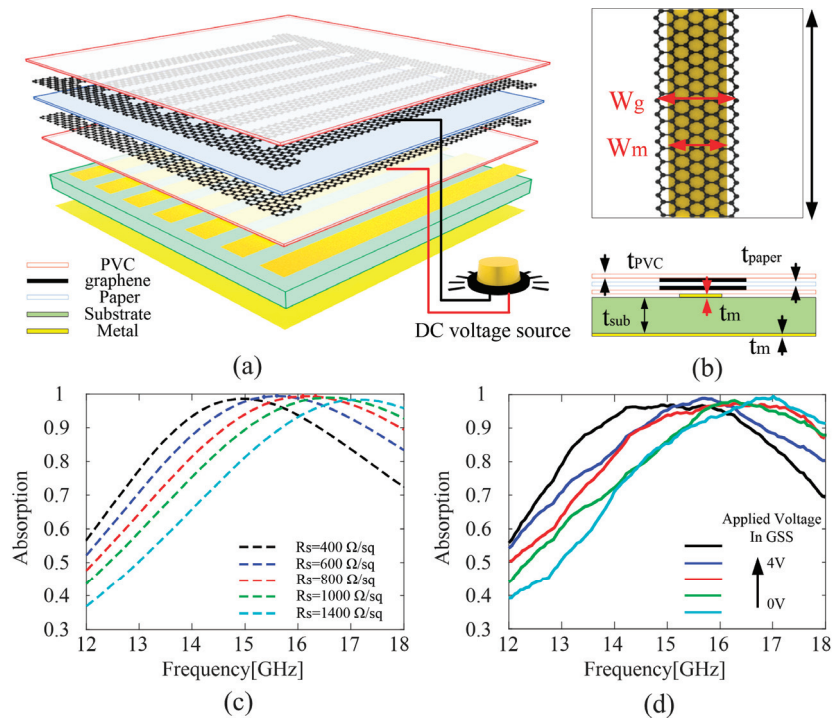 PVC
graphene
Paper
Substrate
Metal
DC voltage source
(a)
Wg
Wm
tPVC
tpaper
tsub
tm
tm
(b)
Absorption
1
0.9
0.8
0.7
0.6
0.5
0.4
0.3
Rs=400 Ω/sq
Rs=600 Ω/sq
Rs=800 Ω/sq
Rs=1000 Ω/sq
Rs=1400 Ω/sq
12 13 14 15 16 17 18
Frequency[GHz]
(c)
Absorption
1
0.9
0.8
0.7
0.6
0.5
0.4
0.3
Applied Voltage
In GSS
4V
0V
12 13 14 15 16 17 18
Frequency[GHz]
(d)